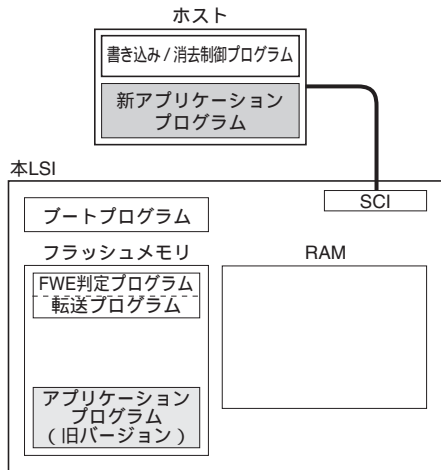 ホスト
書き込み/消去制御プログラム
新アプリケーション
プログラム
本LSI
SCI
ブートプログラム
フラッシュメモリ
RAM
FWE判定プログラム
転送プログラム
アプリケーション
プログラム
(旧バージョン)